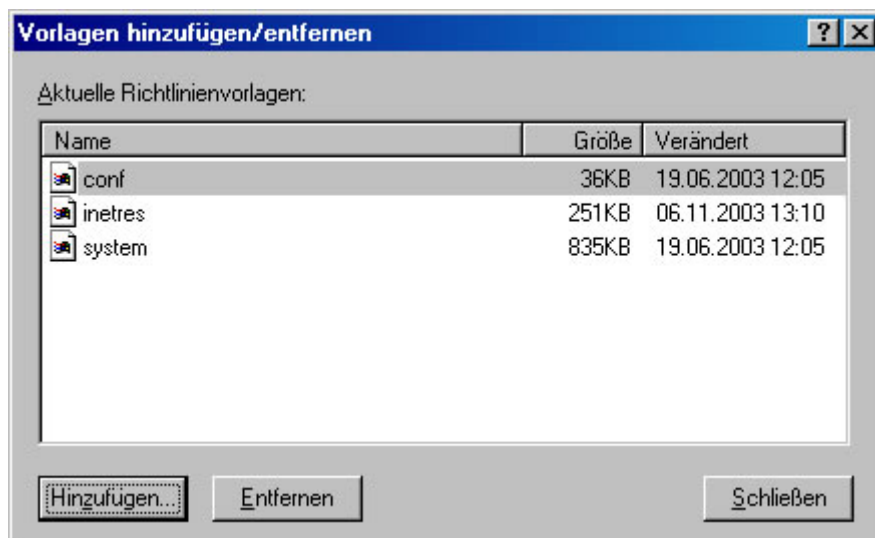 Vorlagen hinzufügen/entfernen
Aktuelle Richtlinienvorlagen:
Name Größe Verändert
conf 36KB 19.06.2003 12:05
inetres 251KB 06.11.2003 13:10
system 835KB 19.06.2003 12:05
Hinzufügen... Entfernen Schließen